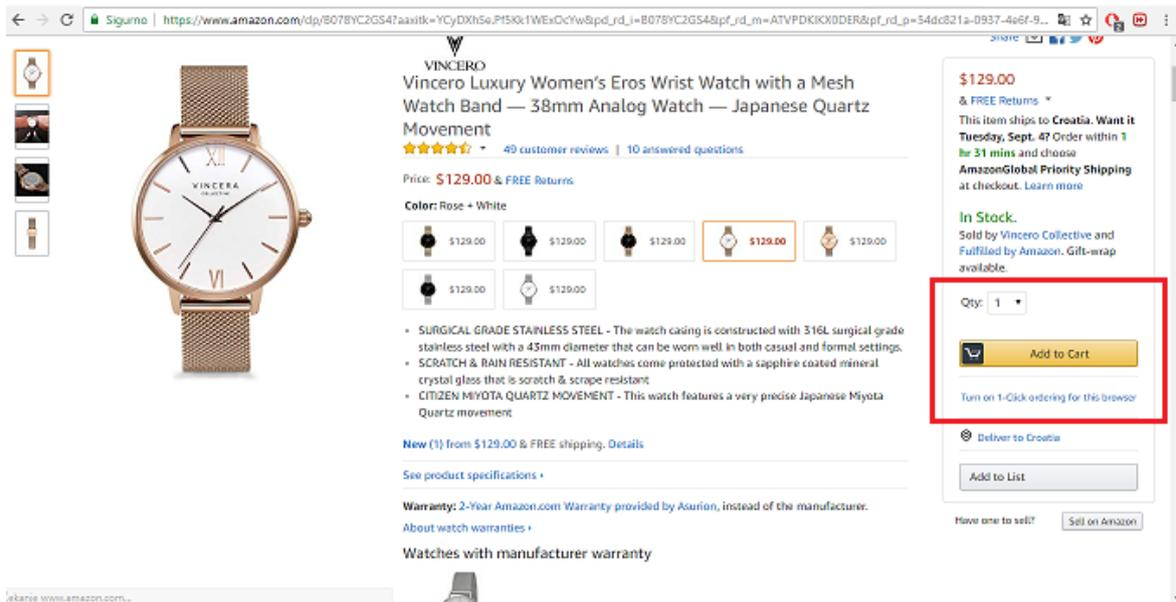 Sigurno
https://www.amazon.com/dp/B078YC2GS4?aaxitk=YCyDXhSe.Pf5Kk1WExOcYw&pd_rd_i=B078YC2GS4&pf_rd_m=ATVPDKIKX0DER&pf_rd_p=54dc821a-0937-4e6f-9...
Share
VINCERO
Vincero Luxury Women's Eros Wrist Watch with a Mesh
Watch Band — 38mm Analog Watch — Japanese Quartz
Movement
49 customer reviews | 10 answered questions
Price: $129.00 & FREE Returns
Color: Rose + White
$129.00 $129.00 $129.00 $129.00 $129.00
$129.00 $129.00
SURGICAL GRADE STAINLESS STEEL - The watch casing is constructed with 316L surgical grade
stainless steel with a 43mm diameter that can be worn well in both casual and formal settings.
SCRATCH & RAIN RESISTANT - All watches come protected with a sapphire coated mineral
crystal glass that is scratch & scrape resistant
CITIZEN MIYOTA QUARTZ MOVEMENT - This watch features a very precise Japanese Miyota
Quartz movement
New (1) from $129.00 & FREE shipping. Details
See product specifications ›
Warranty: 2-Year Amazon.com Warranty provided by Asurion, instead of the manufacturer.
About watch warranties ›
Watches with manufacturer warranty
XII
VINCERA
COLLECTIVE
VI
$129.00
& FREE Returns
This item ships to Croatia. Want it
Tuesday, Sept. 4? Order within 1
hr 31 mins and choose
AmazonGlobal Priority Shipping
at checkout. Learn more
In Stock.
Sold by Vincero Collective and
Fulfilled by Amazon. Gift-wrap
available.
Qty: 1
Add to Cart
Turn on 1-Click ordering for this browser
Deliver to Croatia
Add to List
Have one to sell? Sell on Amazon
ekanje www.amazon.com...